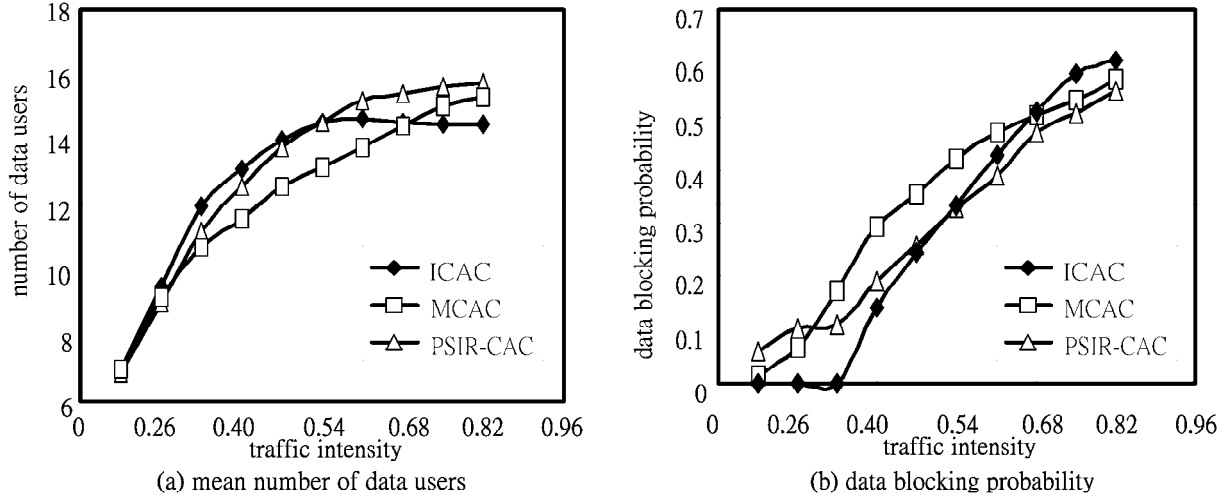 18
16
14
12
10
8
6
number of data users
ICAC
MCAC
PSIR-CAC
0 0.26 0.40 0.54 0.68 0.82 0.96
traffic intensity
(a) mean number of data users
0.7
0.6
0.5
0.4
0.3
0.2
0.1
0
data blocking probability
ICAC
MCAC
PSIR-CAC
0 0.26 0.40 0.54 0.68 0.82 0.96
traffic intensity
(b) data blocking probability